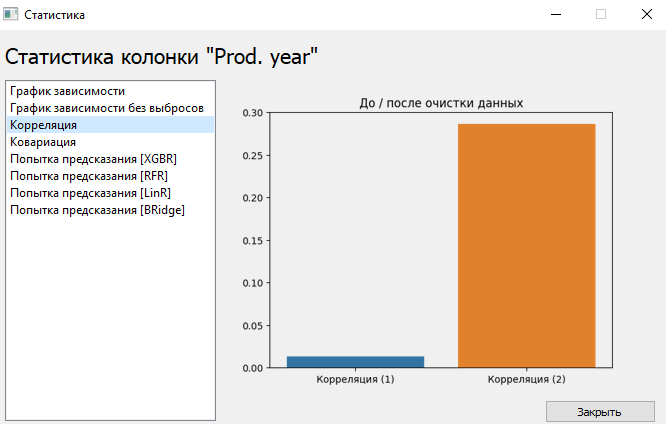 Статистика
Статистика колонки "Prod. year"
График зависимости
График зависимости без выбросов
Корреляция
Ковариация
Попытка предсказания [XGBR]
Попытка предсказания [RFR]
Попытка предсказания [LinR]
Попытка предсказания [BRidge]
До / после очистки данных
0.30
0.25
0.20
0.15
0.10
0.05
0.00
Корреляция (1) Корреляция (2)
Закрыть